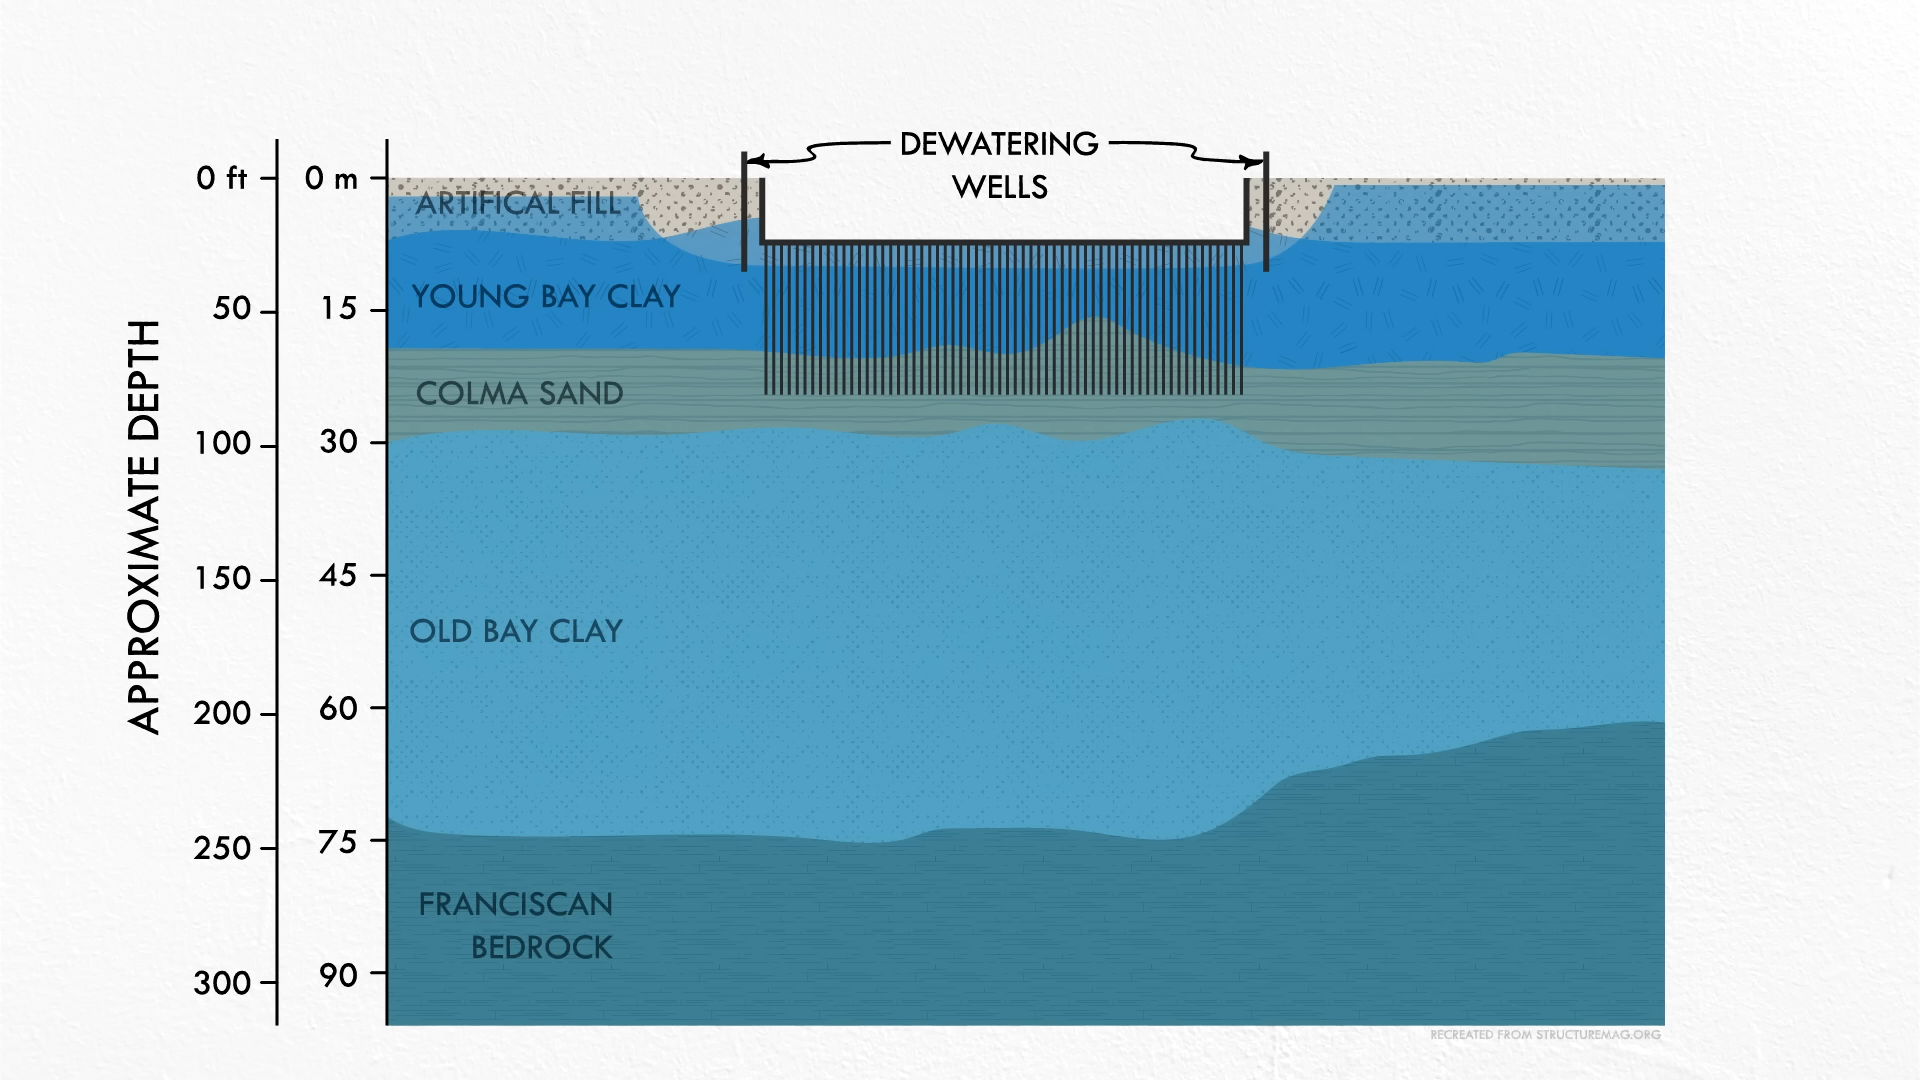 DEWATERING
WELLS
0 ft
0 m
ARTIFICAL FILL
YOUNG BAY CLAY
50
15
COLMA SAND
100
30
APPROXIMATE DEPTH
150
45
OLD BAY CLAY
200
60
250
75
FRANCISCAN
BEDROCK
300
90
RECREATED FROM STRUCTUREMAG.ORG